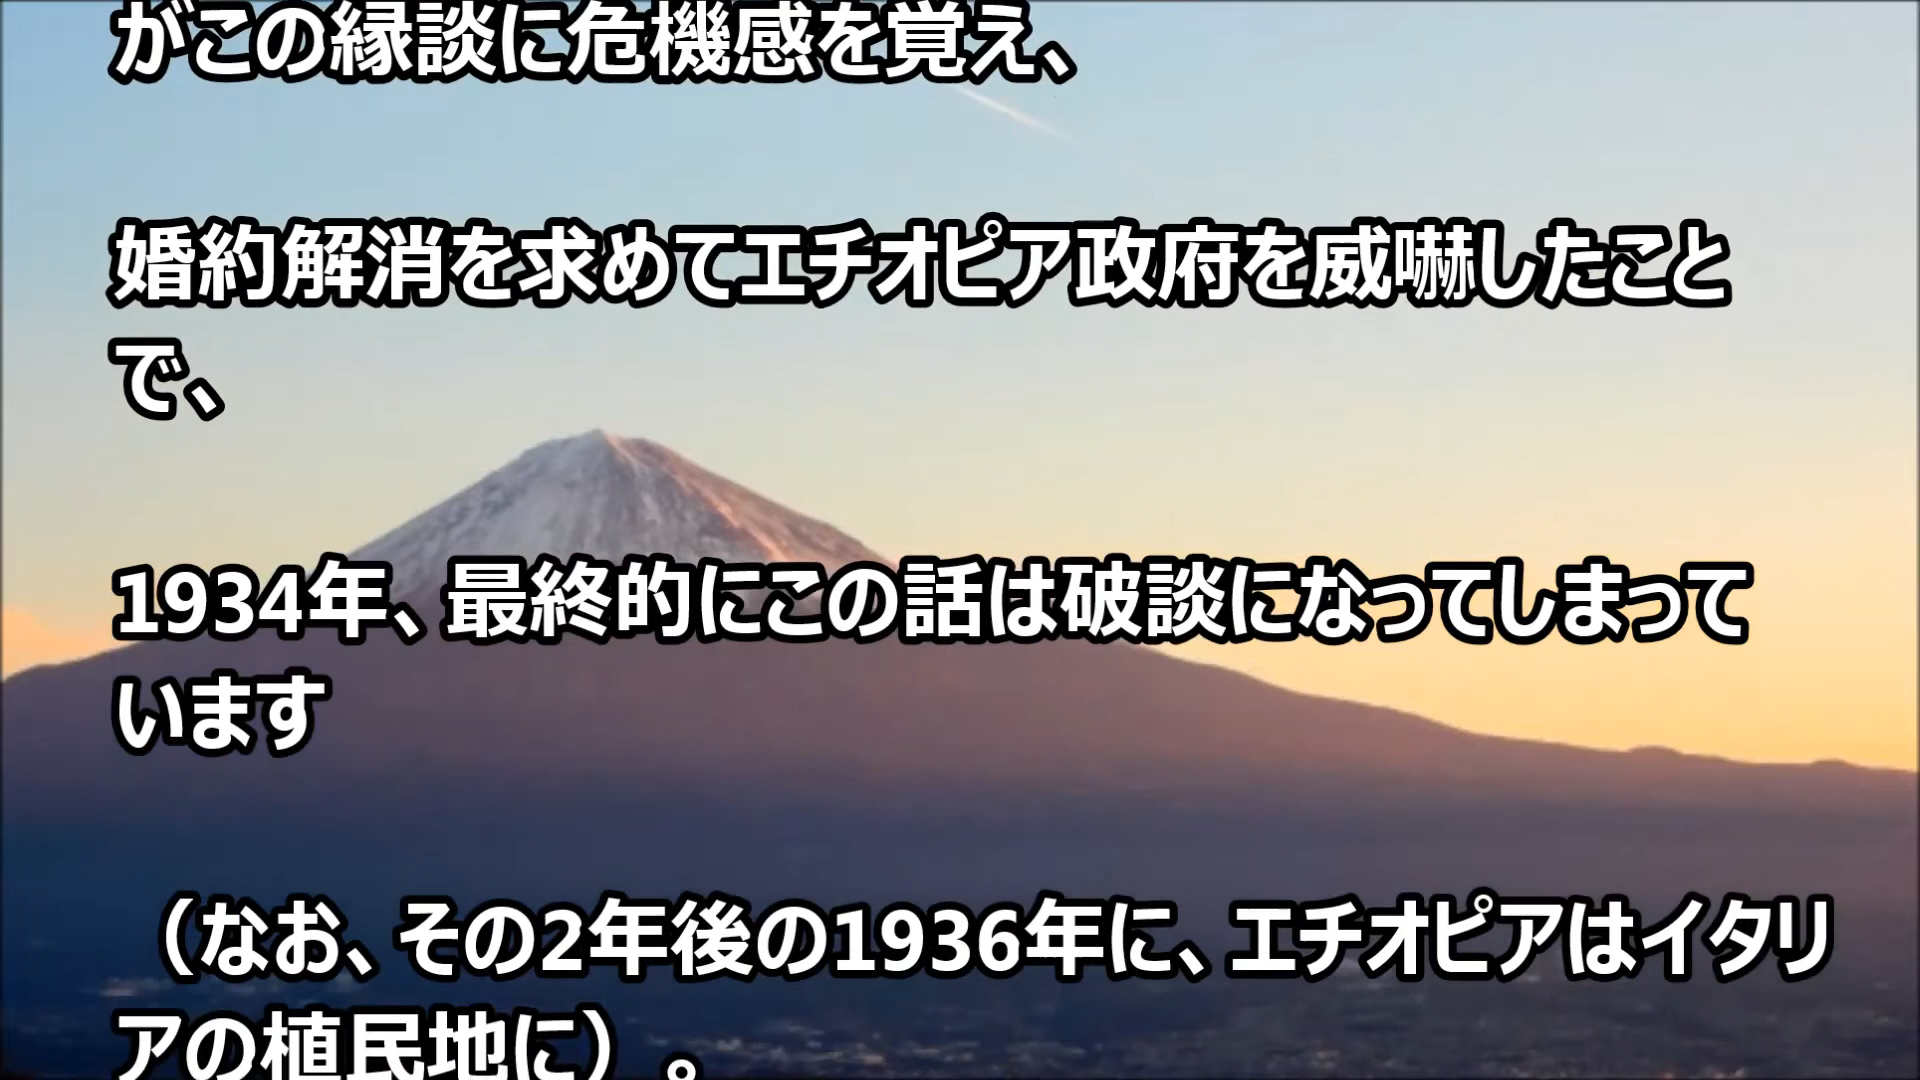 がこの縁談に危機感を覚え、
婚約解消を求めてエチオピア政府を威嚇したこと
で、
1934年、最終的にこの話は破談になってしまって
います
（なお、その2年後の1936年に、エチオピアはイタリ
アの植民地に）。